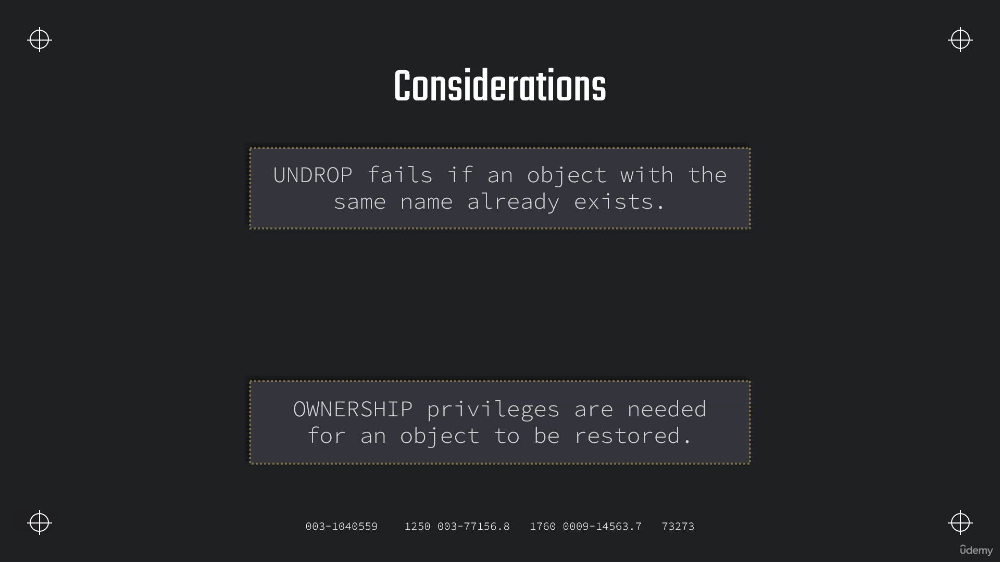 Considerations
UNDROP fails if an object with the
same name already exists.
OWNERSHIP privileges are needed
for an object to be restored.
003-1040559 1250 003-77156.8 1760 0009-14563.7 73273
ûdemy